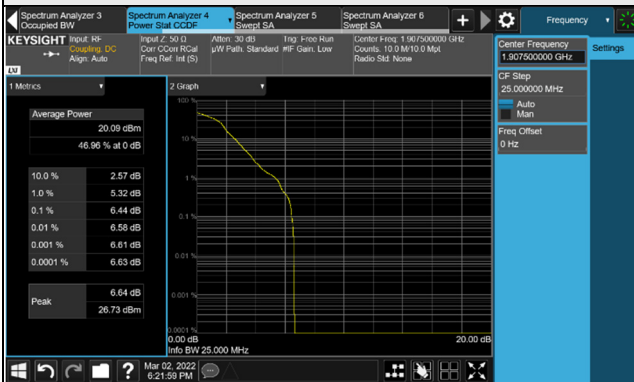 Spectrum Analyzer 3
Occupied BW
Spectrum Analyzer 4
Power Stat CCDF
Spectrum Analyzer 5
Swept SA
Spectrum Analyzer 6
Swept SA
+
Frequency
KEYSIGHT
Input: RF
Coupling: DC
Align: Auto
Input Z: 50 Ω
Corr CCorr RCal
Freq Ref: Int (S)
Atten: 30 dB
µW Path: Standard
Trig: Free Run
#IF Gain: Low
Center Freq: 1.907500000 GHz
Counts: 10.0 M/10.0 Mpt
Radio Std: None
LXI
Center Frequency
1.907500000 GHz
Settings
CF Step
25.000000 MHz
Auto
Man
Freq Offset
0 Hz
1 Metrics
Average Power
20.09 dBm
46.96 % at 0 dB
10.0 % 2.57 dB
1.0 % 5.32 dB
0.1 % 6.44 dB
0.01 % 6.58 dB
0.001 % 6.61 dB
0.0001 % 6.63 dB
Peak 6.64 dB
26.73 dBm
2 Graph
100 %
10 %
1 %
0.1 %
0.01 %
0.001 %
0.0001 %
0.00 dB
20.00 dB
Info BW 25.000 MHz
?
Mar 02, 2022
6:21:59 PM